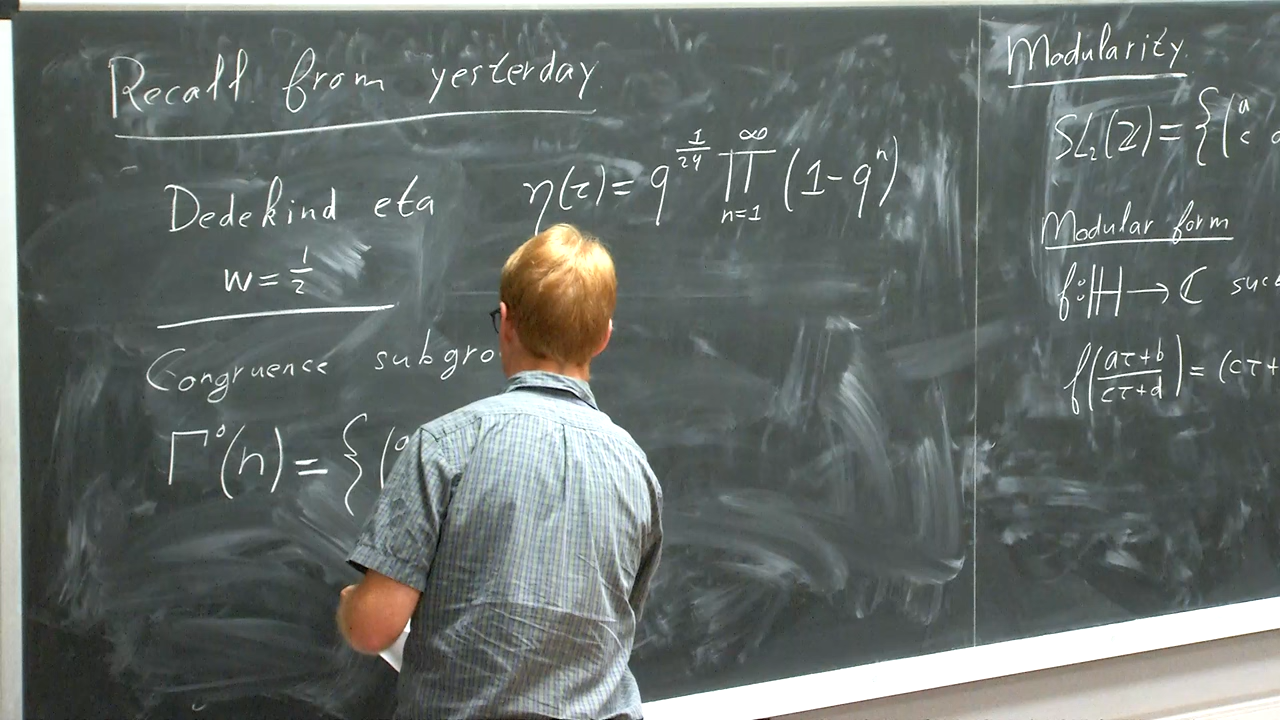 Recall from yesterday.
Dedekind eta η(τ) = q^{1/24} ∏_{n=1}^{∞} (1-q^n)
w = 1/2
Congruence subgro
Γ⁰(n) = { (a
Modularity.
SL₂(ℤ) = { (a
c
Modular form
f: ℍ → ℂ suc
f((aτ+b)/(cτ+d)) = (cτ+